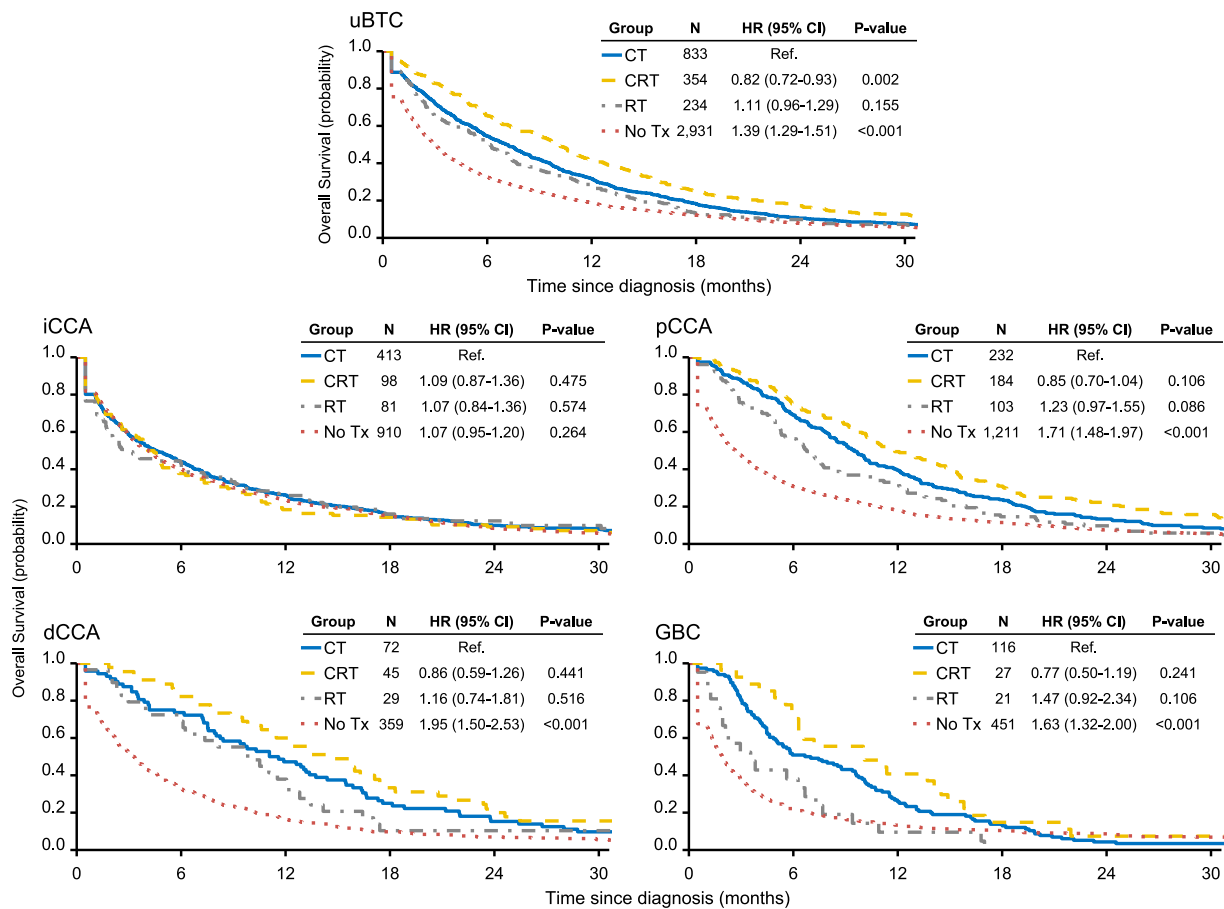 uBTC
Group N HR (95% CI) P-value
CT 833 Ref.
CRT 354 0.82 (0.72-0.93) 0.002
RT 234 1.11 (0.96-1.29) 0.155
No Tx 2,931 1.39 (1.29-1.51) <0.001
Overall Survival (probability)
1.0
0.8
0.6
0.4
0.2
0.0
0 6 12 18 24 30
Time since diagnosis (months)
iCCA
Group N HR (95% CI) P-value
CT 413 Ref.
CRT 98 1.09 (0.87-1.36) 0.475
RT 81 1.07 (0.84-1.36) 0.574
No Tx 910 1.07 (0.95-1.20) 0.264
1.0
0.8
0.6
0.4
0.2
0.0
0 6 12 18 24 30
pCCA
Group N HR (95% CI) P-value
CT 232 Ref.
CRT 184 0.85 (0.70-1.04) 0.106
RT 103 1.23 (0.97-1.55) 0.086
No Tx 1,211 1.71 (1.48-1.97) <0.001
1.0
0.8
0.6
0.4
0.2
0.0
0 6 12 18 24 30
Overall Survival (probability)
dCCA
Group N HR (95% CI) P-value
CT 72 Ref.
CRT 45 0.86 (0.59-1.26) 0.441
RT 29 1.16 (0.74-1.81) 0.516
No Tx 359 1.95 (1.50-2.53) <0.001
1.0
0.8
0.6
0.4
0.2
0.0
0 6 12 18 24 30
GBC
Group N HR (95% CI) P-value
CT 116 Ref.
CRT 27 0.77 (0.50-1.19) 0.241
RT 21 1.47 (0.92-2.34) 0.106
No Tx 451 1.63 (1.32-2.00) <0.001
1.0
0.8
0.6
0.4
0.2
0.0
0 6 12 18 24 30
Time since diagnosis (months)